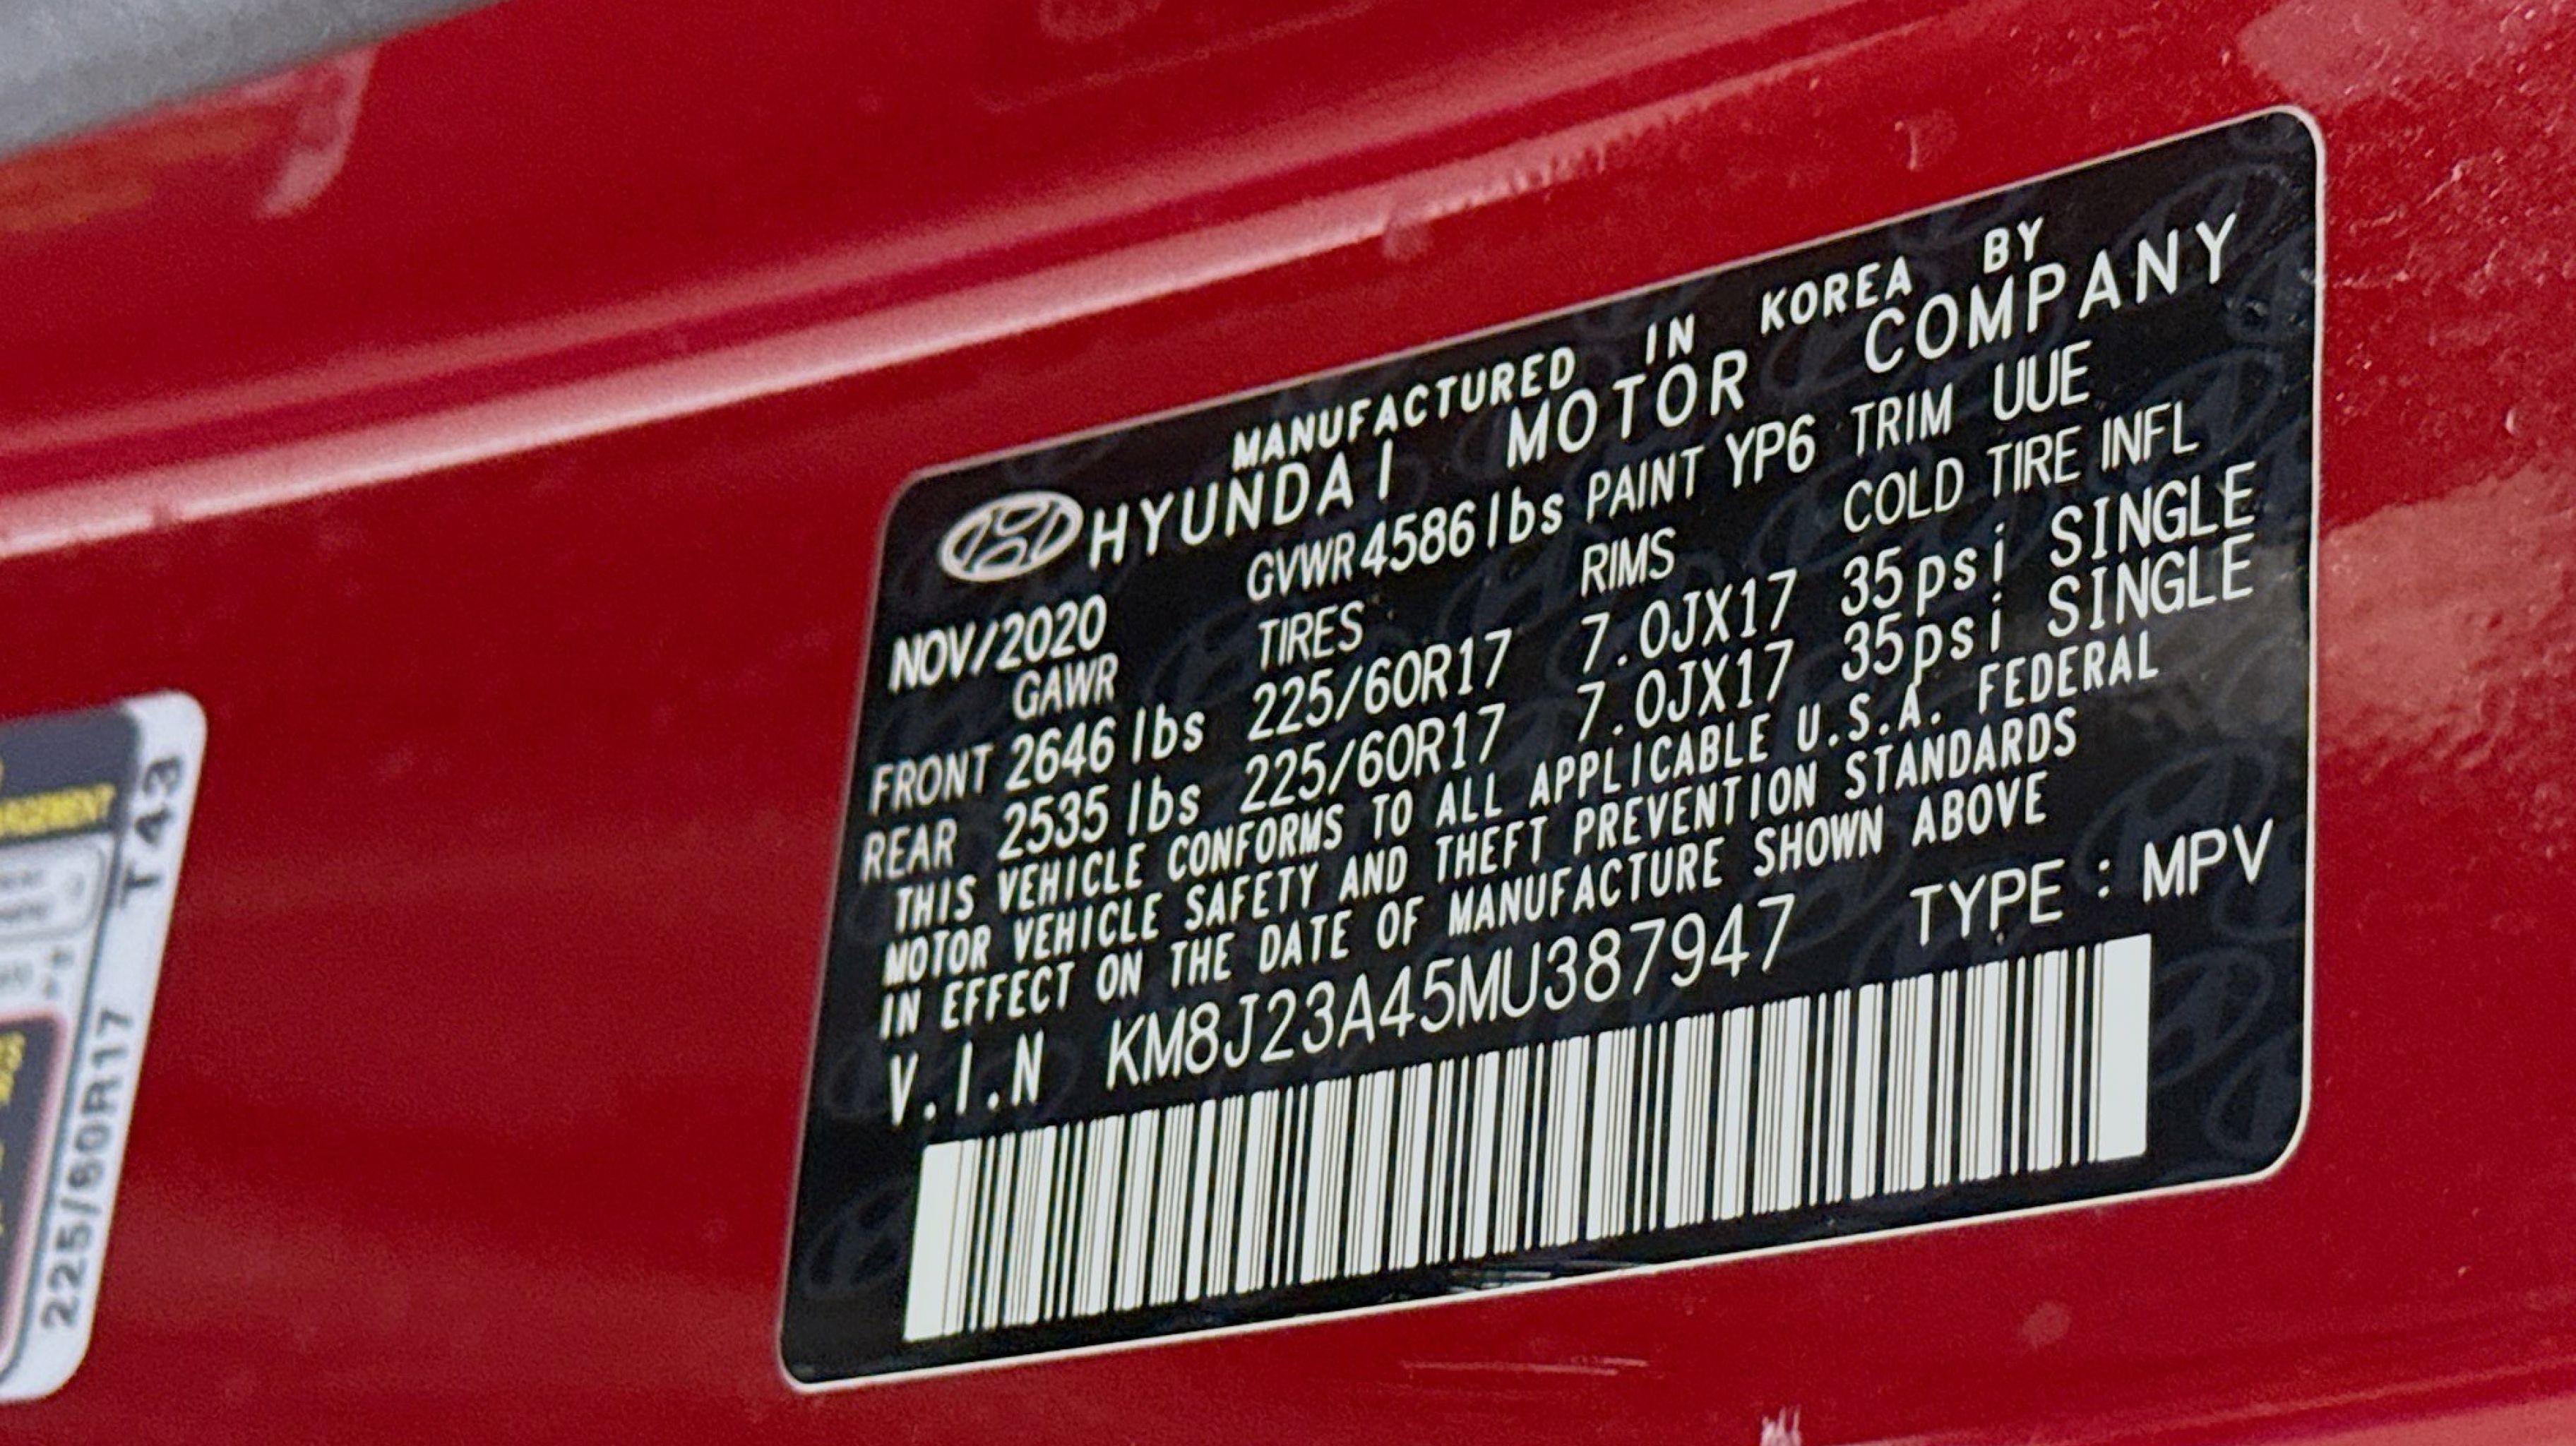 MANUFACTURED IN KOREA BY
HYUNDAI MOTOR COMPANY
NOV/2020 GVWR 4586 lbs PAINT YP6 TRIM UUE
GAWR TIRES RIMS COLD TIRE INFL
FRONT 2646 lbs 225/60R17 7.0JX17 35psi SINGLE
REAR 2535 lbs 225/60R17 7.0JX17 35psi SINGLE
THIS VEHICLE CONFORMS TO ALL APPLICABLE U.S.A. FEDERAL
MOTOR VEHICLE SAFETY AND THEFT PREVENTION STANDARDS
IN EFFECT ON THE DATE OF MANUFACTURE SHOWN ABOVE
V.I.N KM8J23A45MU387947 TYPE : MPV
225/60R17 T43